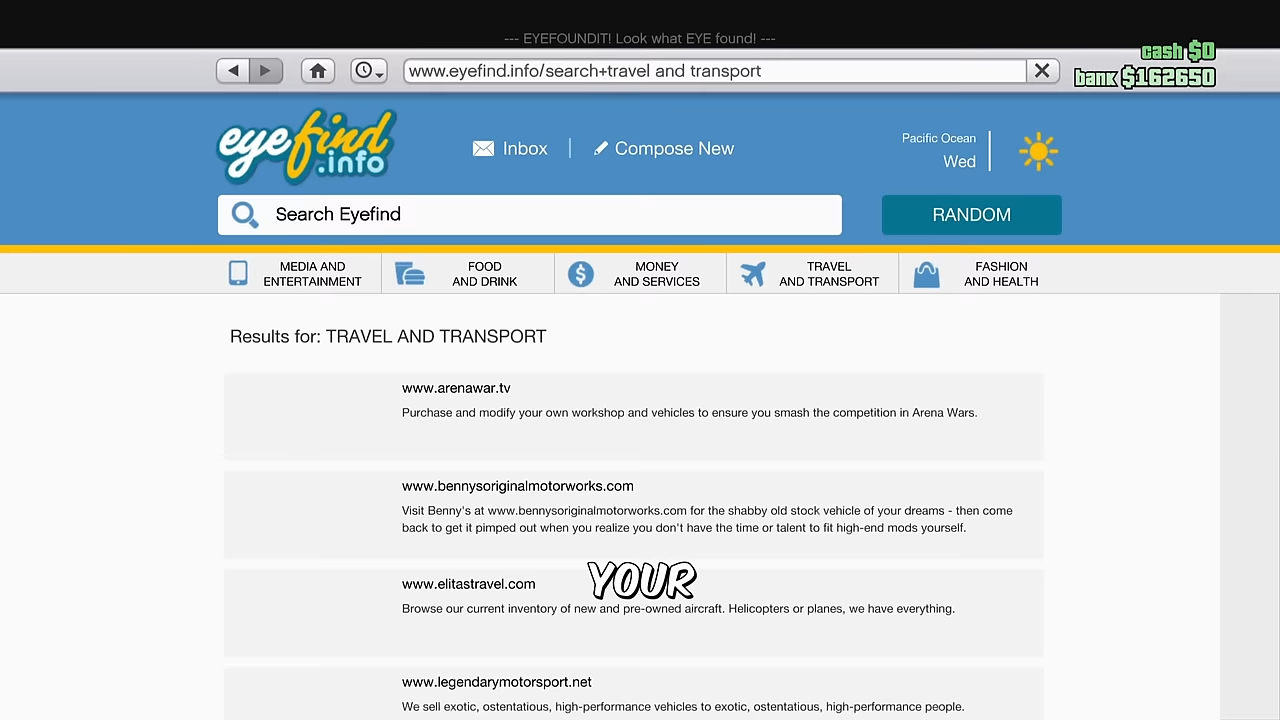 --- EYEFOUNDIT! Look what EYE found! ---
cash $0
www.eyefind.info/search+travel and transport
bank $162650
eyefind
.info
Inbox
Compose New
Pacific Ocean
Wed
Search Eyefind
RANDOM
MEDIA AND
ENTERTAINMENT
FOOD
AND DRINK
MONEY
AND SERVICES
TRAVEL
AND TRANSPORT
FASHION
AND HEALTH
Results for: TRAVEL AND TRANSPORT
www.arenawar.tv
Purchase and modify your own workshop and vehicles to ensure you smash the competition in Arena Wars.
www.bennysoriginalmotorworks.com
Visit Benny's at www.bennysoriginalmotorworks.com for the shabby old stock vehicle of your dreams - then come
back to get it pimped out when you realize you don't have the time or talent to fit high-end mods yourself.
YOUR
www.elitastravel.com
Browse our current inventory of new and pre-owned aircraft. Helicopters or planes, we have everything.
www.legendarymotorsport.net
We sell exotic, ostentatious, high-performance vehicles to exotic, ostentatious, high-performance people.